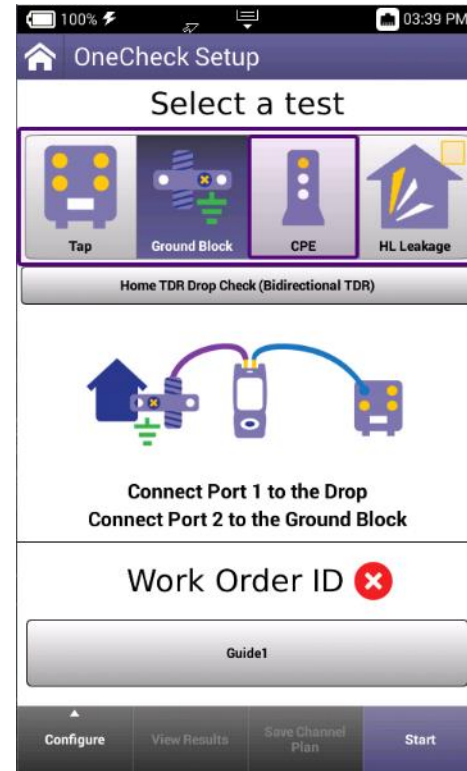 100% 03:39 PM
OneCheck Setup
Select a test
Tap Ground Block CPE HL Leakage
Home TDR Drop Check (Bidirectional TDR)
Connect Port 1 to the Drop
Connect Port 2 to the Ground Block
Work Order ID
Guide1
Configure View Results Save Channel Plan Start